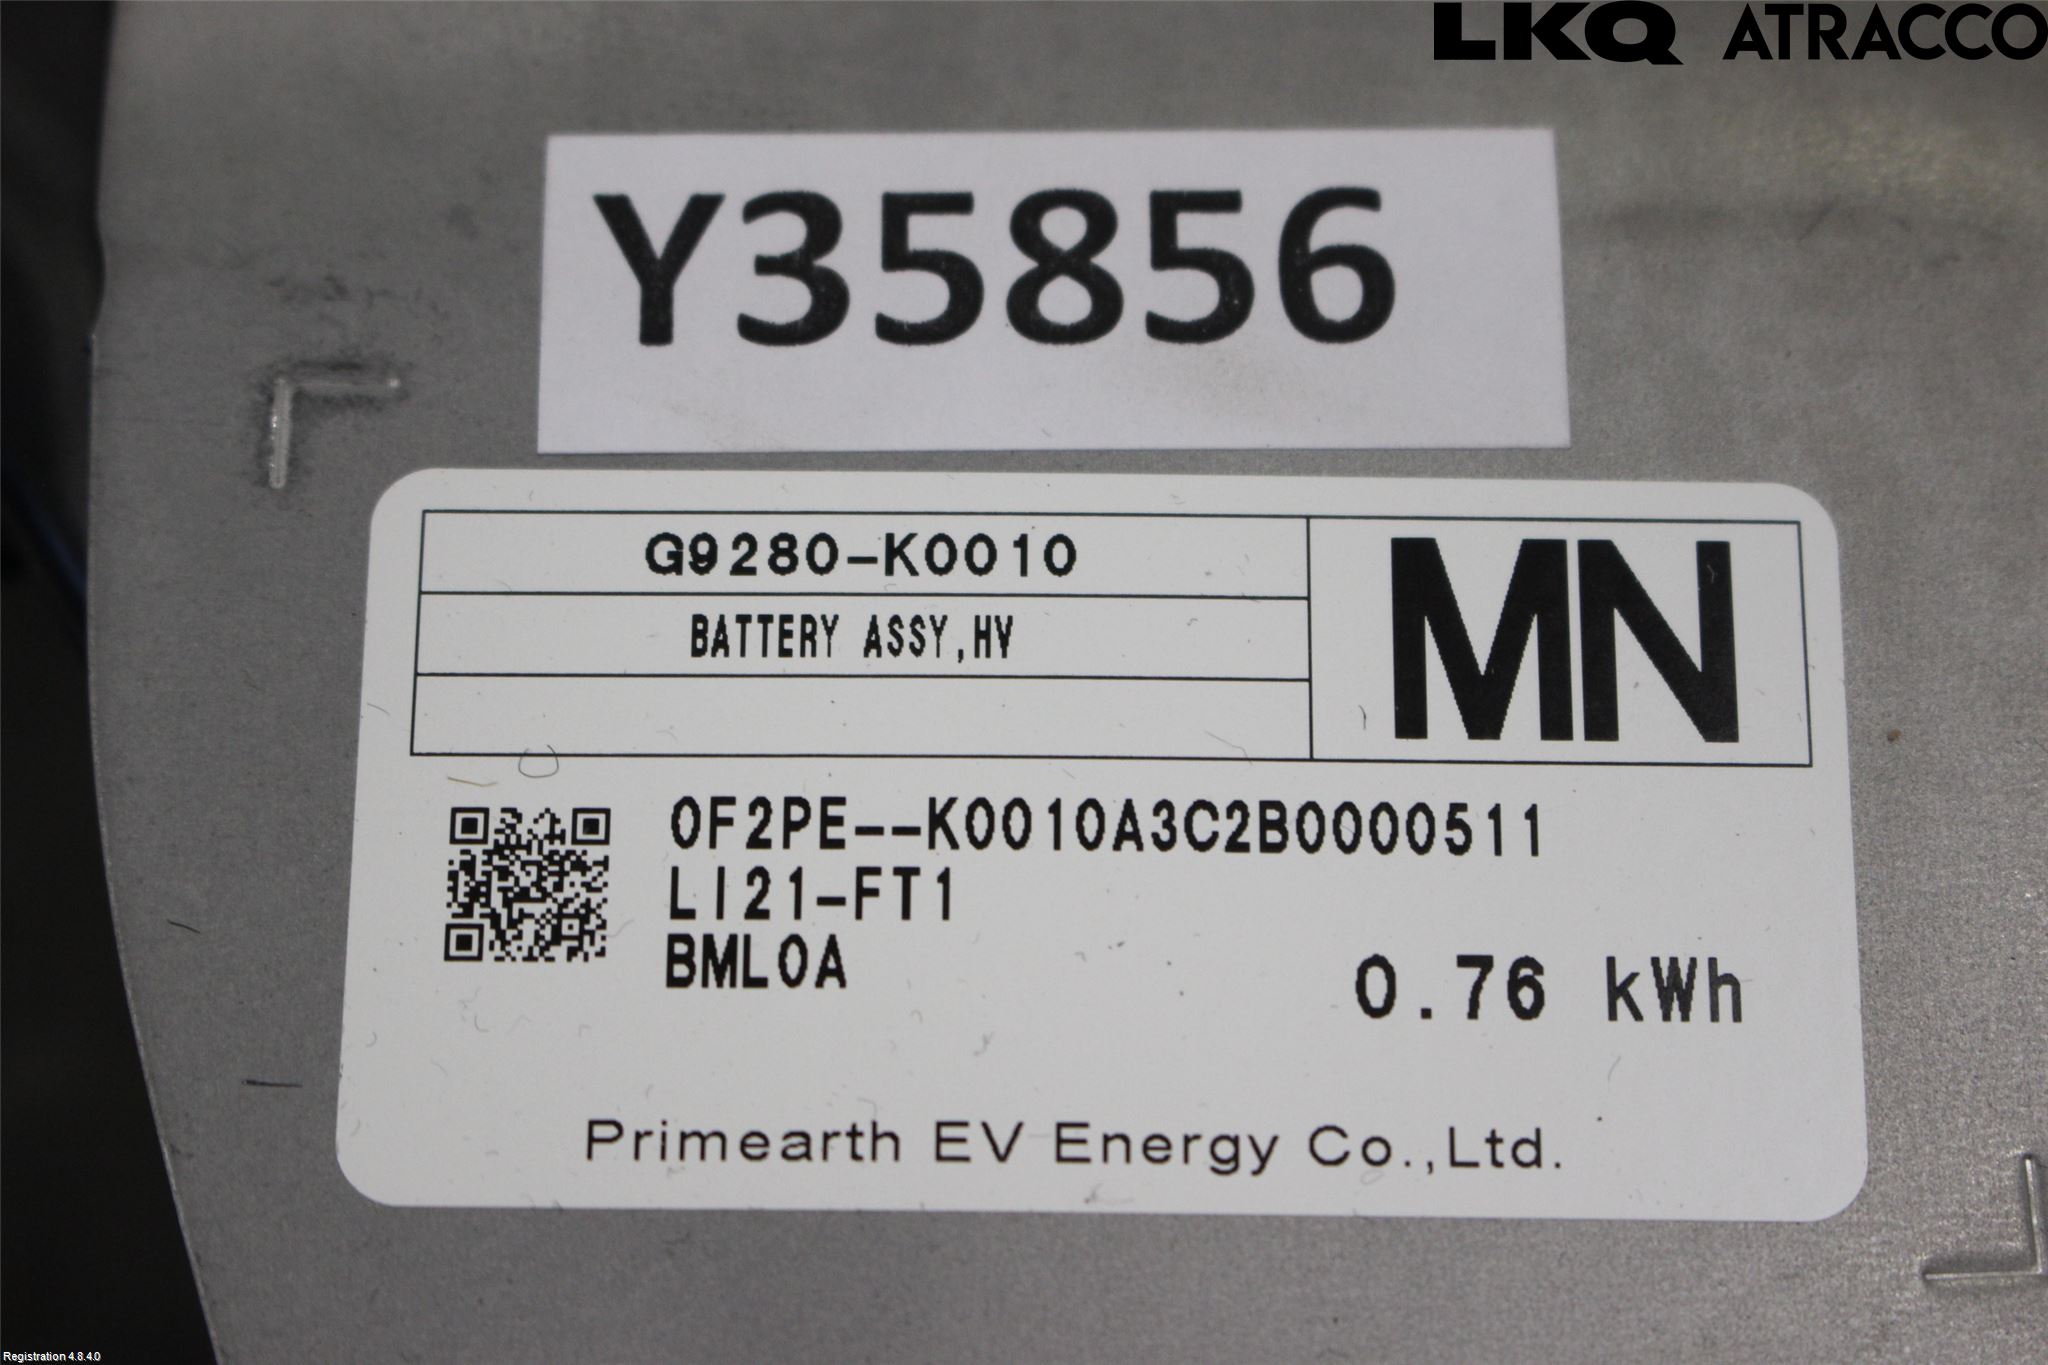 LKQ ATRACCO
Y35856
G9280-K0010
MN
BATTERY ASSY,HV
0F2PE--K0010A3C2B0000511
LI21-FT1
BML0A
0.76 kWh
Primearth EV Energy Co.,Ltd.
Registration 4.8.4.0